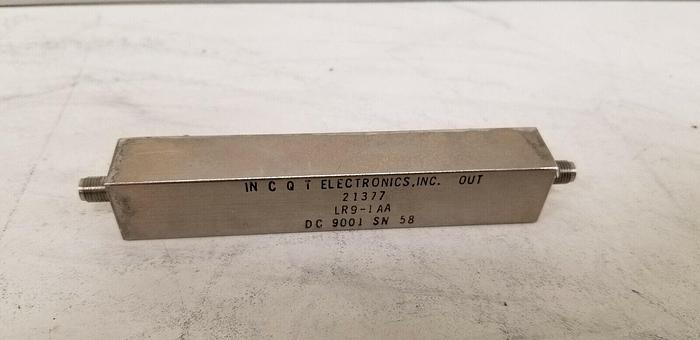 IN C Q T ELECTRONICS, INC. OUT
21377
LR9-1AA
DC 9001 SN 58